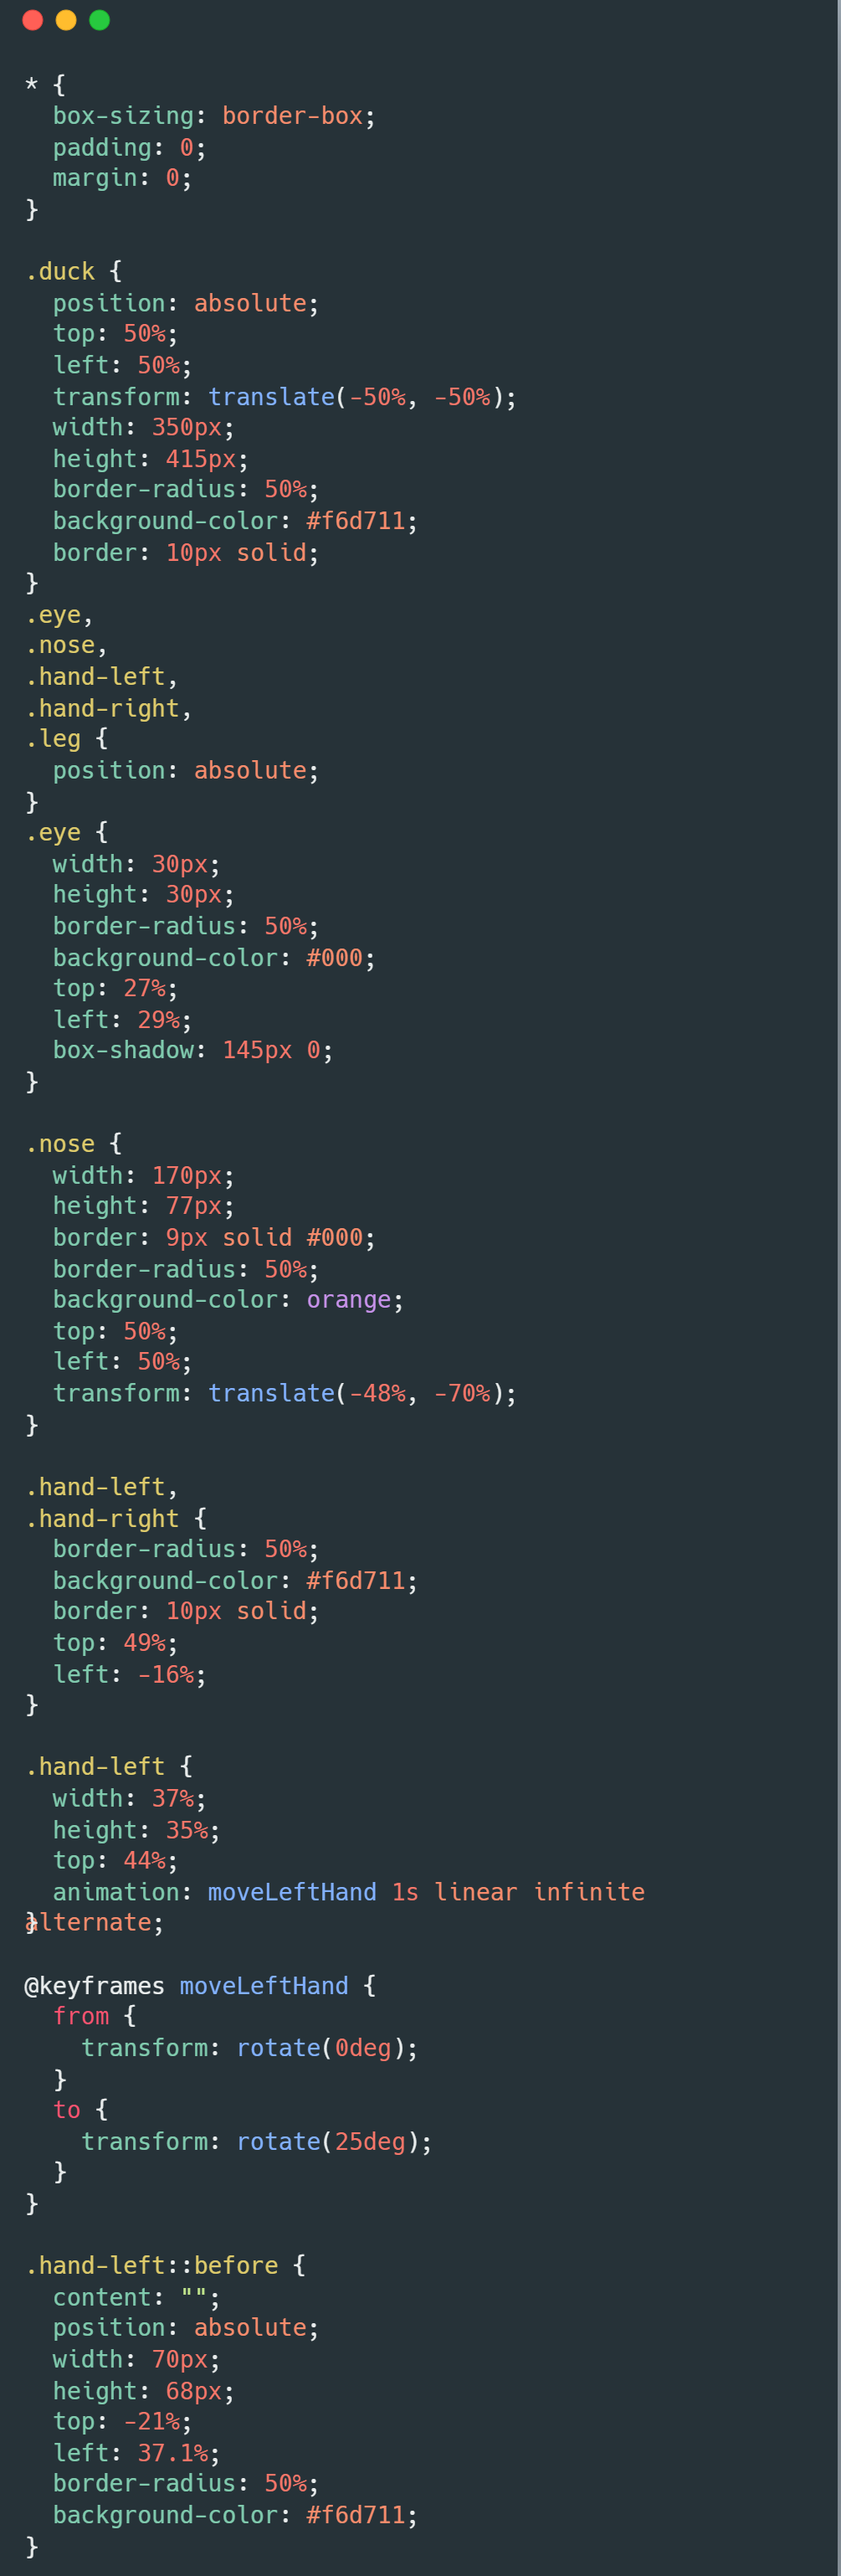 * {
  box-sizing: border-box;
  padding: 0;
  margin: 0;
}

.duck {
  position: absolute;
  top: 50%;
  left: 50%;
  transform: translate(-50%, -50%);
  width: 350px;
  height: 415px;
  border-radius: 50%;
  background-color: #f6d711;
  border: 10px solid;
}
.eye,
.nose,
.hand-left,
.hand-right,
.leg {
  position: absolute;
}
.eye {
  width: 30px;
  height: 30px;
  border-radius: 50%;
  background-color: #000;
  top: 27%;
  left: 29%;
  box-shadow: 145px 0;
}

.nose {
  width: 170px;
  height: 77px;
  border: 9px solid #000;
  border-radius: 50%;
  background-color: orange;
  top: 50%;
  left: 50%;
  transform: translate(-48%, -70%);
}

.hand-left,
.hand-right {
  border-radius: 50%;
  background-color: #f6d711;
  border: 10px solid;
  top: 49%;
  left: -16%;
}

.hand-left {
  width: 37%;
  height: 35%;
  top: 44%;
  animation: moveLeftHand 1s linear infinite
alternate;
}

@keyframes moveLeftHand {
  from {
    transform: rotate(0deg);
  }
  to {
    transform: rotate(25deg);
  }
}

.hand-left::before {
  content: "";
  position: absolute;
  width: 70px;
  height: 68px;
  top: -21%;
  left: 37.1%;
  border-radius: 50%;
  background-color: #f6d711;
}